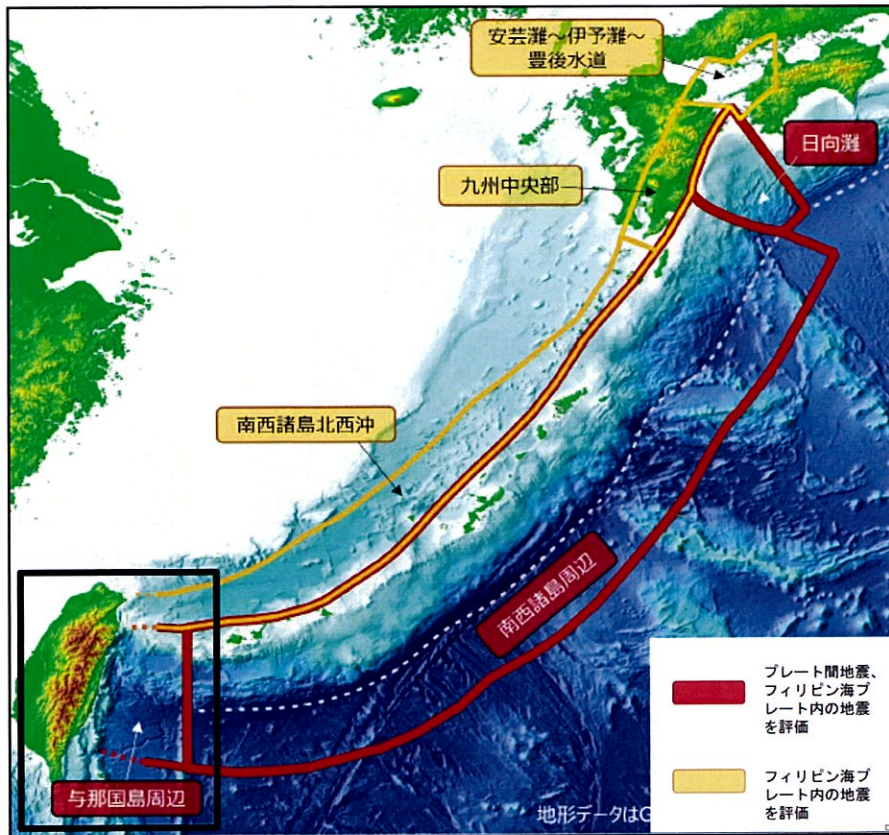 安芸灘~伊予灘~
豊後水道
日向灘
九州中央部
南西諸島北西沖
南西諸島周辺
与那国島周辺
プレート間地震、
フィリピン海プ
レート内の地震
を評価
フィリピン海プ
レート内の地震
を評価
地形データはG